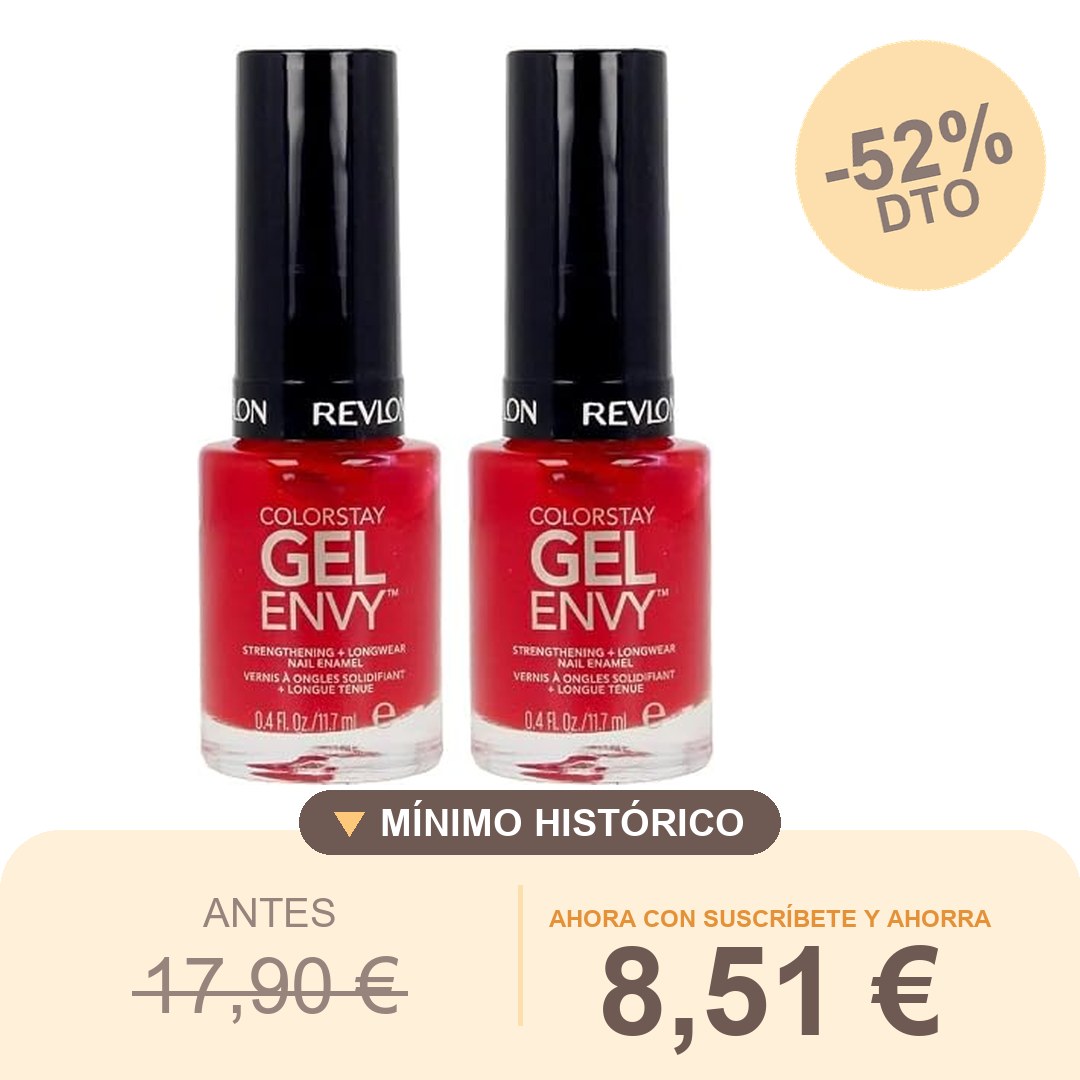 -52%
DTO
LON REVLON
COLORSTAY
GEL
ENVY™
STRENGTHENING + LONGWEAR
NAIL ENAMEL
VERNIS À ONGLES SOLIDIFIANT
+ LONGUE TENUE
0.4 Fl. Oz./11.7 ml e
LON REVLON
COLORSTAY
GEL
ENVY™
STRENGTHENING + LONGWEAR
NAIL ENAMEL
VERNIS À ONGLES SOLIDIFIANT
+ LONGUE TENUE
0.4 Fl. Oz./11.7 ml e
MÍNIMO HISTÓRICO
ANTES
17,90 €
AHORA CON SUSCRÍBETE Y AHORRA
8,51 €